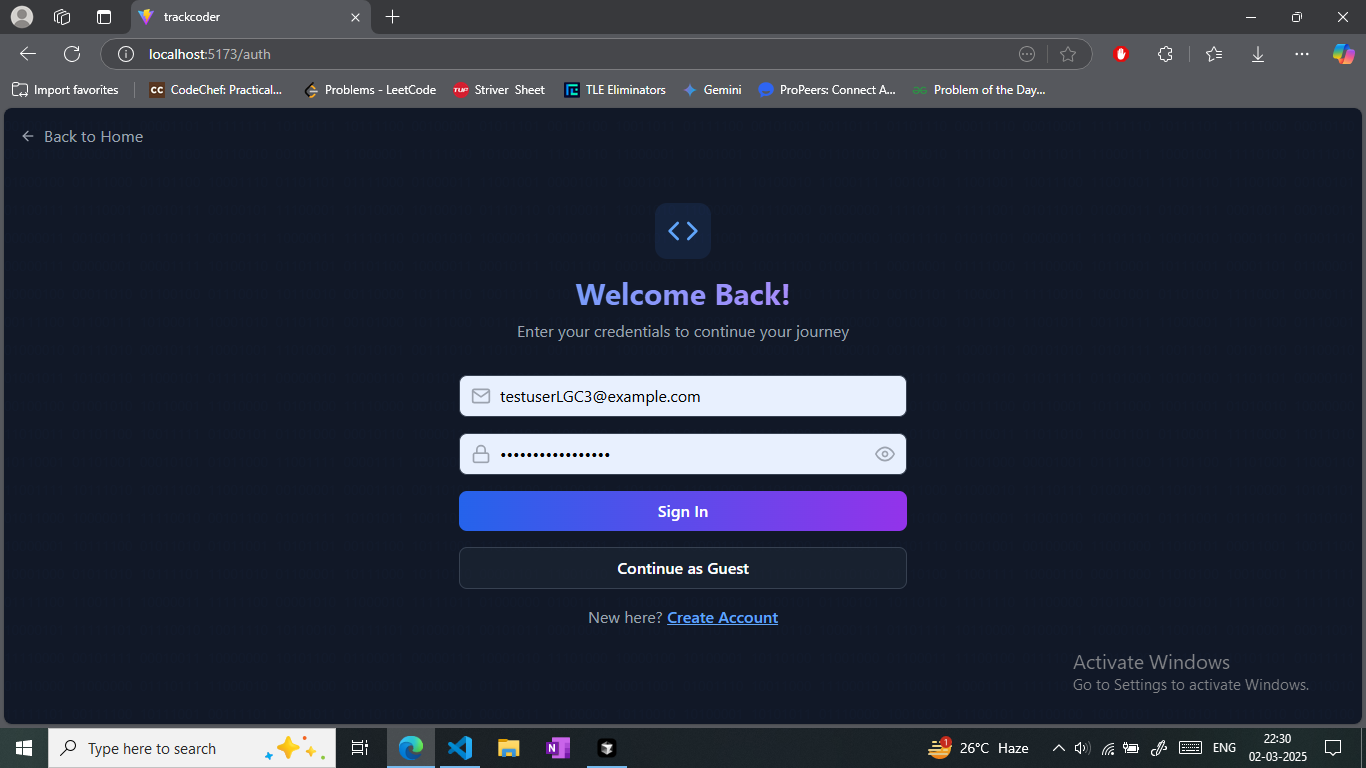 trackcoder
localhost:5173/auth
Import favorites
CC CodeChef: Practical...
Problems - LeetCode
TUF Striver Sheet
TLE Eliminators
Gemini
ProPeers: Connect A...
Problem of the Day...
Back to Home
Welcome Back!
Enter your credentials to continue your journey
testuserLGC3@example.com
•••••••••••••••••
Sign In
Continue as Guest
New here? Create Account
Activate Windows
Go to Settings to activate Windows.
Type here to search
N
1
26°C Haze
ENG
22:30
02-03-2025